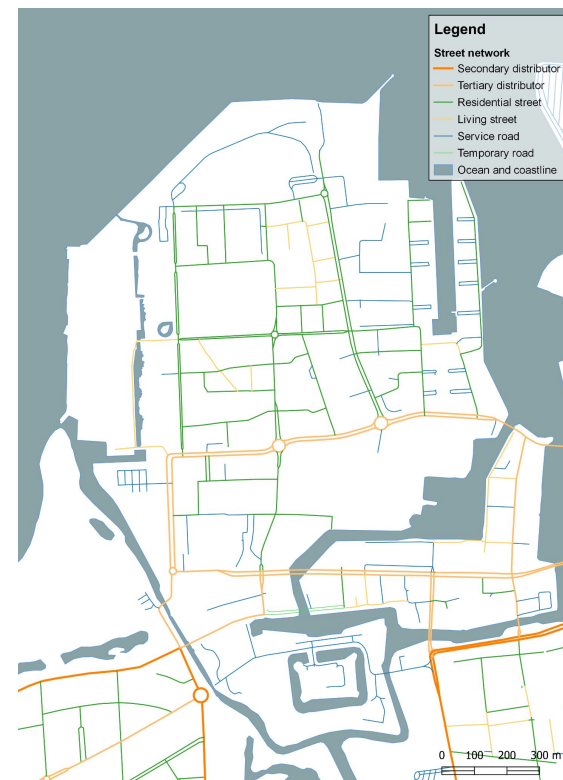 Legend
Street network
Secondary distributor
Tertiary distributor
Residential street
Living street
Service road
Temporary road
Ocean and coastline
0 100 200 300 m